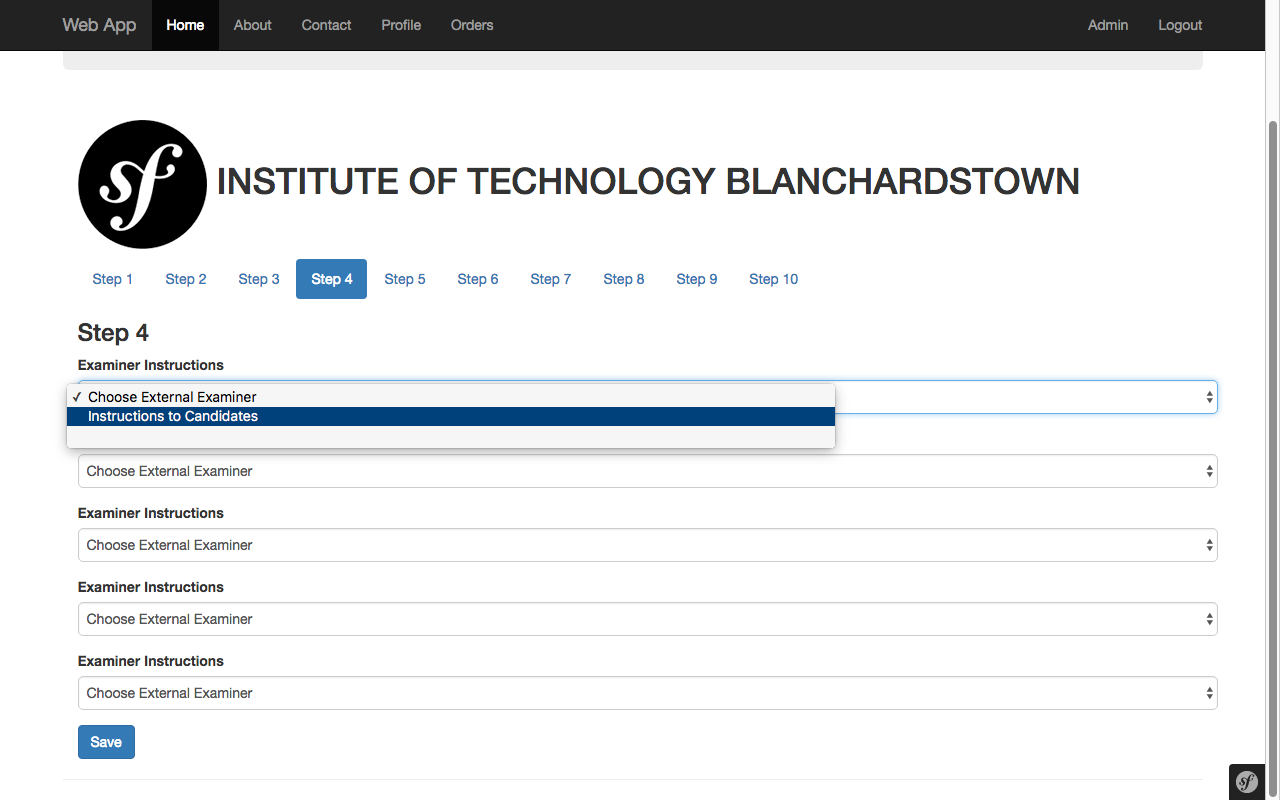 Web App Home About Contact Profile Orders Admin Logout
sf INSTITUTE OF TECHNOLOGY BLANCHARDSTOWN
Step 1 Step 2 Step 3 Step 4 Step 5 Step 6 Step 7 Step 8 Step 9 Step 10
Step 4
Examiner Instructions
✓ Choose External Examiner
Instructions to Candidates
Choose External Examiner
Examiner Instructions
Choose External Examiner
Examiner Instructions
Choose External Examiner
Examiner Instructions
Choose External Examiner
Save
sf